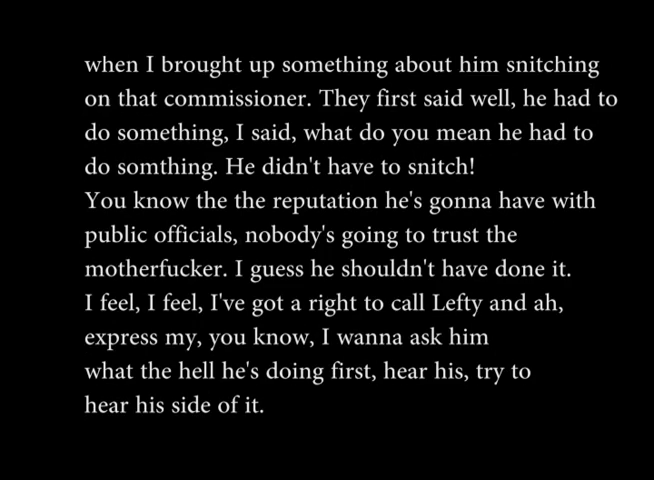 when I brought up something about him snitching
on that commissioner. They first said well, he had to
do something, I said, what do you mean he had to
do somthing. He didn't have to snitch!
You know the the reputation he's gonna have with
public officials, nobody's going to trust the
motherfucker. I guess he shouldn't have done it.
I feel, I feel, I've got a right to call Lefty and ah,
express my, you know, I wanna ask him
what the hell he's doing first, hear his, try to
hear his side of it.